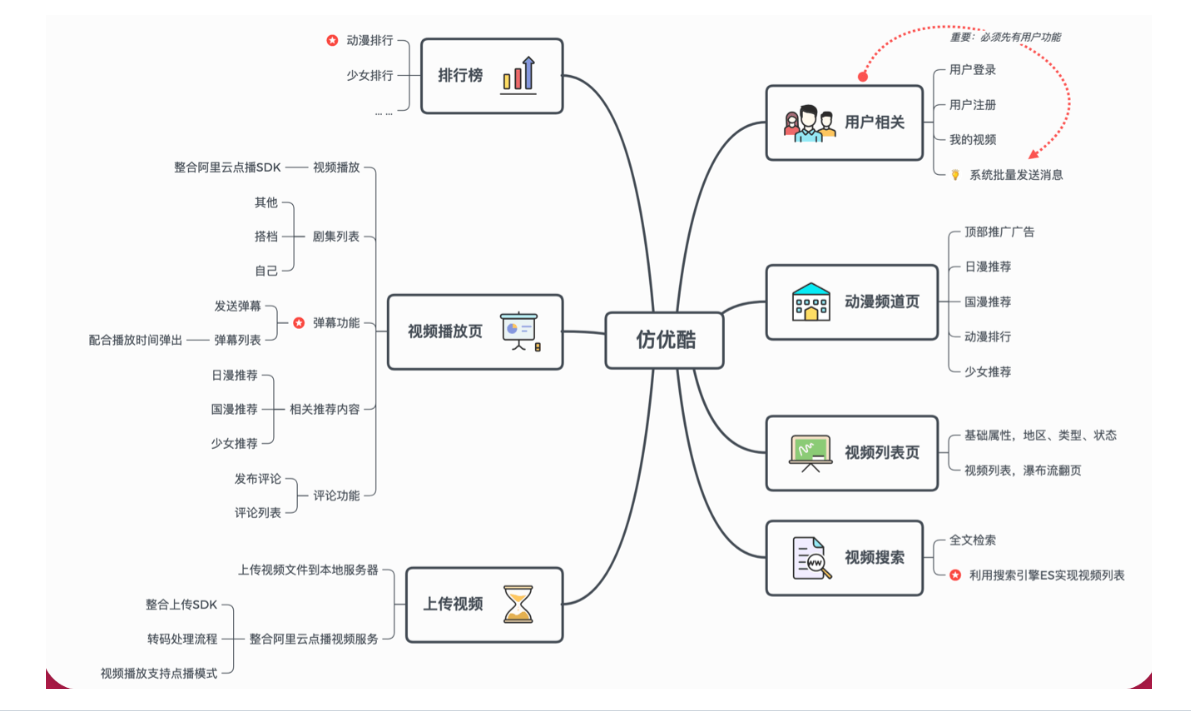 仿优酷
排行榜
动漫排行
少女排行
... ...
视频播放页
视频播放
整合阿里云点播SDK
剧集列表
其他
搭档
自己
弹幕功能
发送弹幕
弹幕列表
配合播放时间弹出
相关推荐内容
日漫推荐
国漫推荐
少女推荐
评论功能
发布评论
评论列表
上传视频
上传视频文件到本地服务器
整合阿里云点播视频服务
整合上传SDK
转码处理流程
视频播放支持点播模式
重要：必须先有用户功能
用户相关
用户登录
用户注册
我的视频
系统批量发送消息
动漫频道页
顶部推广广告
日漫推荐
国漫推荐
动漫排行
少女推荐
视频列表页
基础属性，地区、类型、状态
视频列表，瀑布流翻页
视频搜索
WW
全文检索
利用搜索引擎ES实现视频列表